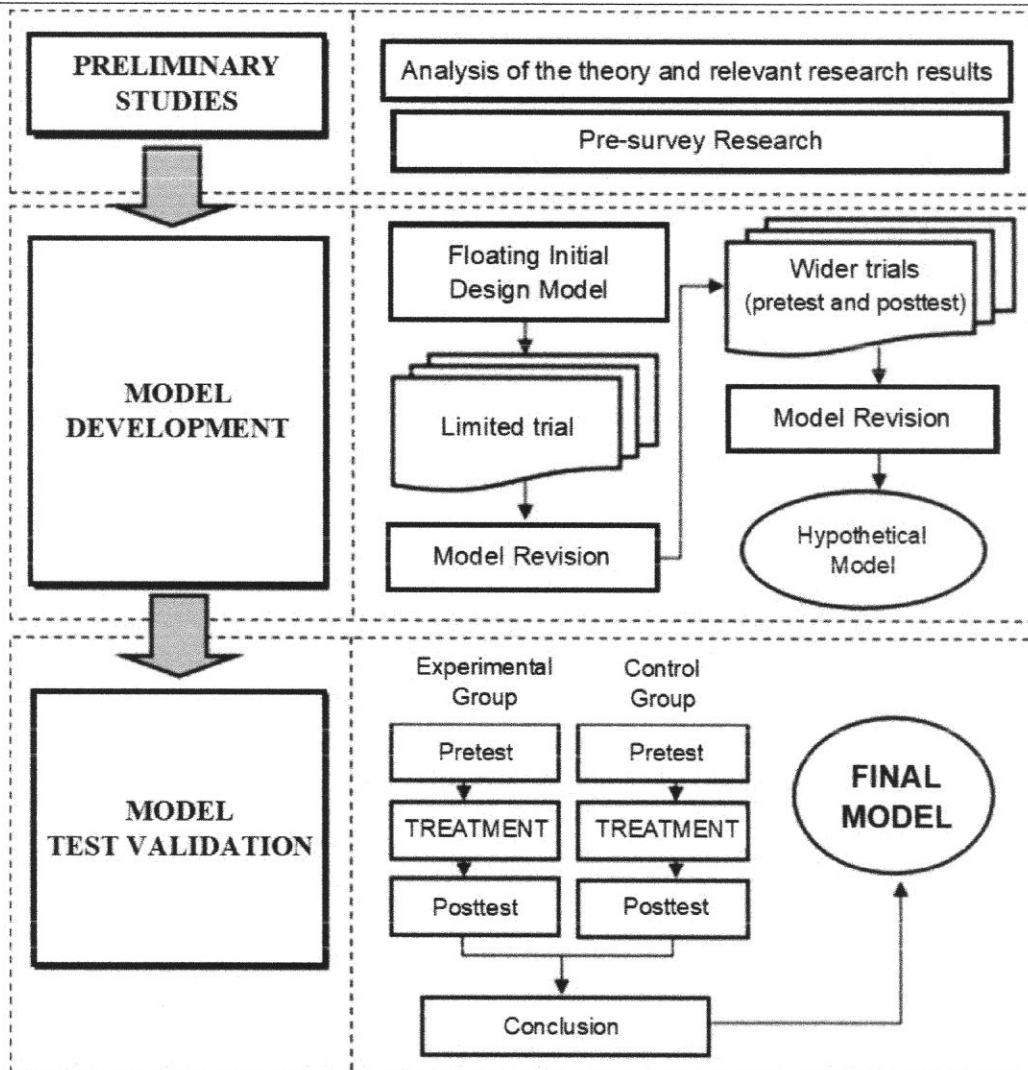 PRELIMINARY
STUDIES
Analysis of the theory and relevant research results
Pre-survey Research
MODEL
DEVELOPMENT
Floating Initial
Design Model
Limited trial
Model Revision
Wider trials
(pretest and posttest)
Model Revision
Hypothetical
Model
MODEL
TEST VALIDATION
Experimental
Group
Pretest
TREATMENT
Posttest
Control
Group
Pretest
TREATMENT
Posttest
Conclusion
FINAL
MODEL